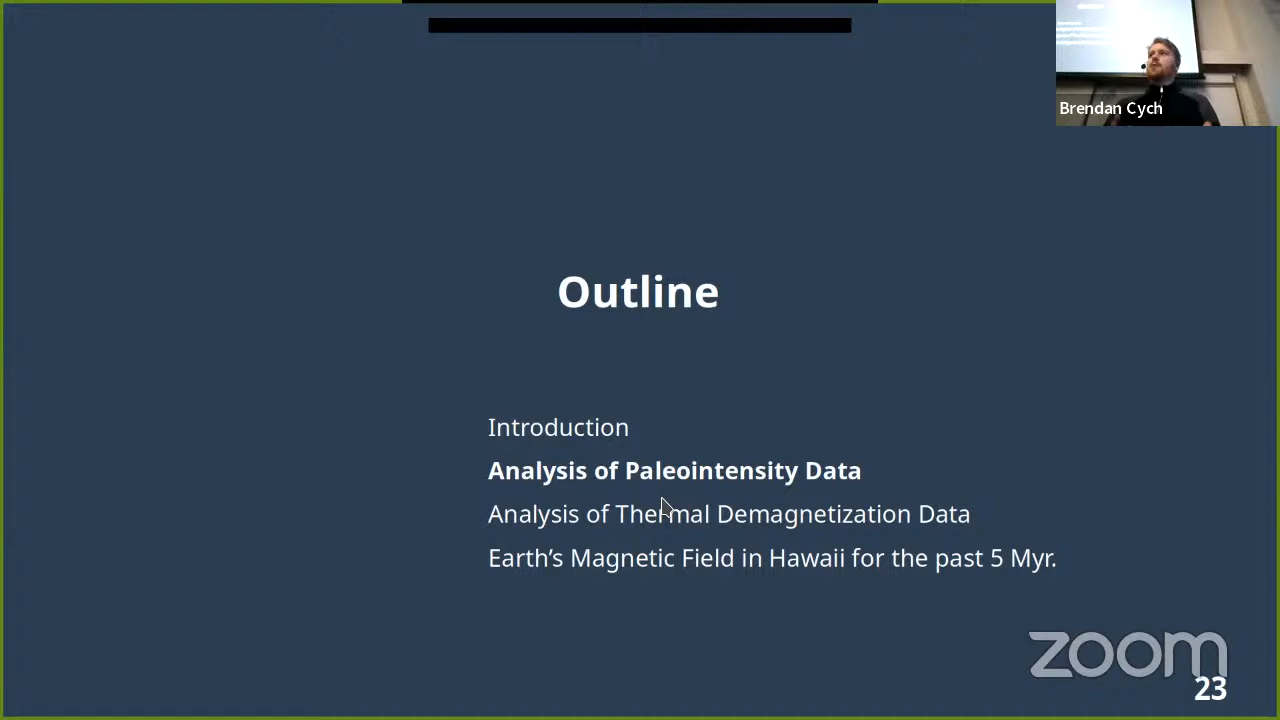 Brendan Cych
Outline
Introduction
Analysis of Paleointensity Data
Analysis of Thermal Demagnetization Data
Earth's Magnetic Field in Hawaii for the past 5 Myr.
zoom
23